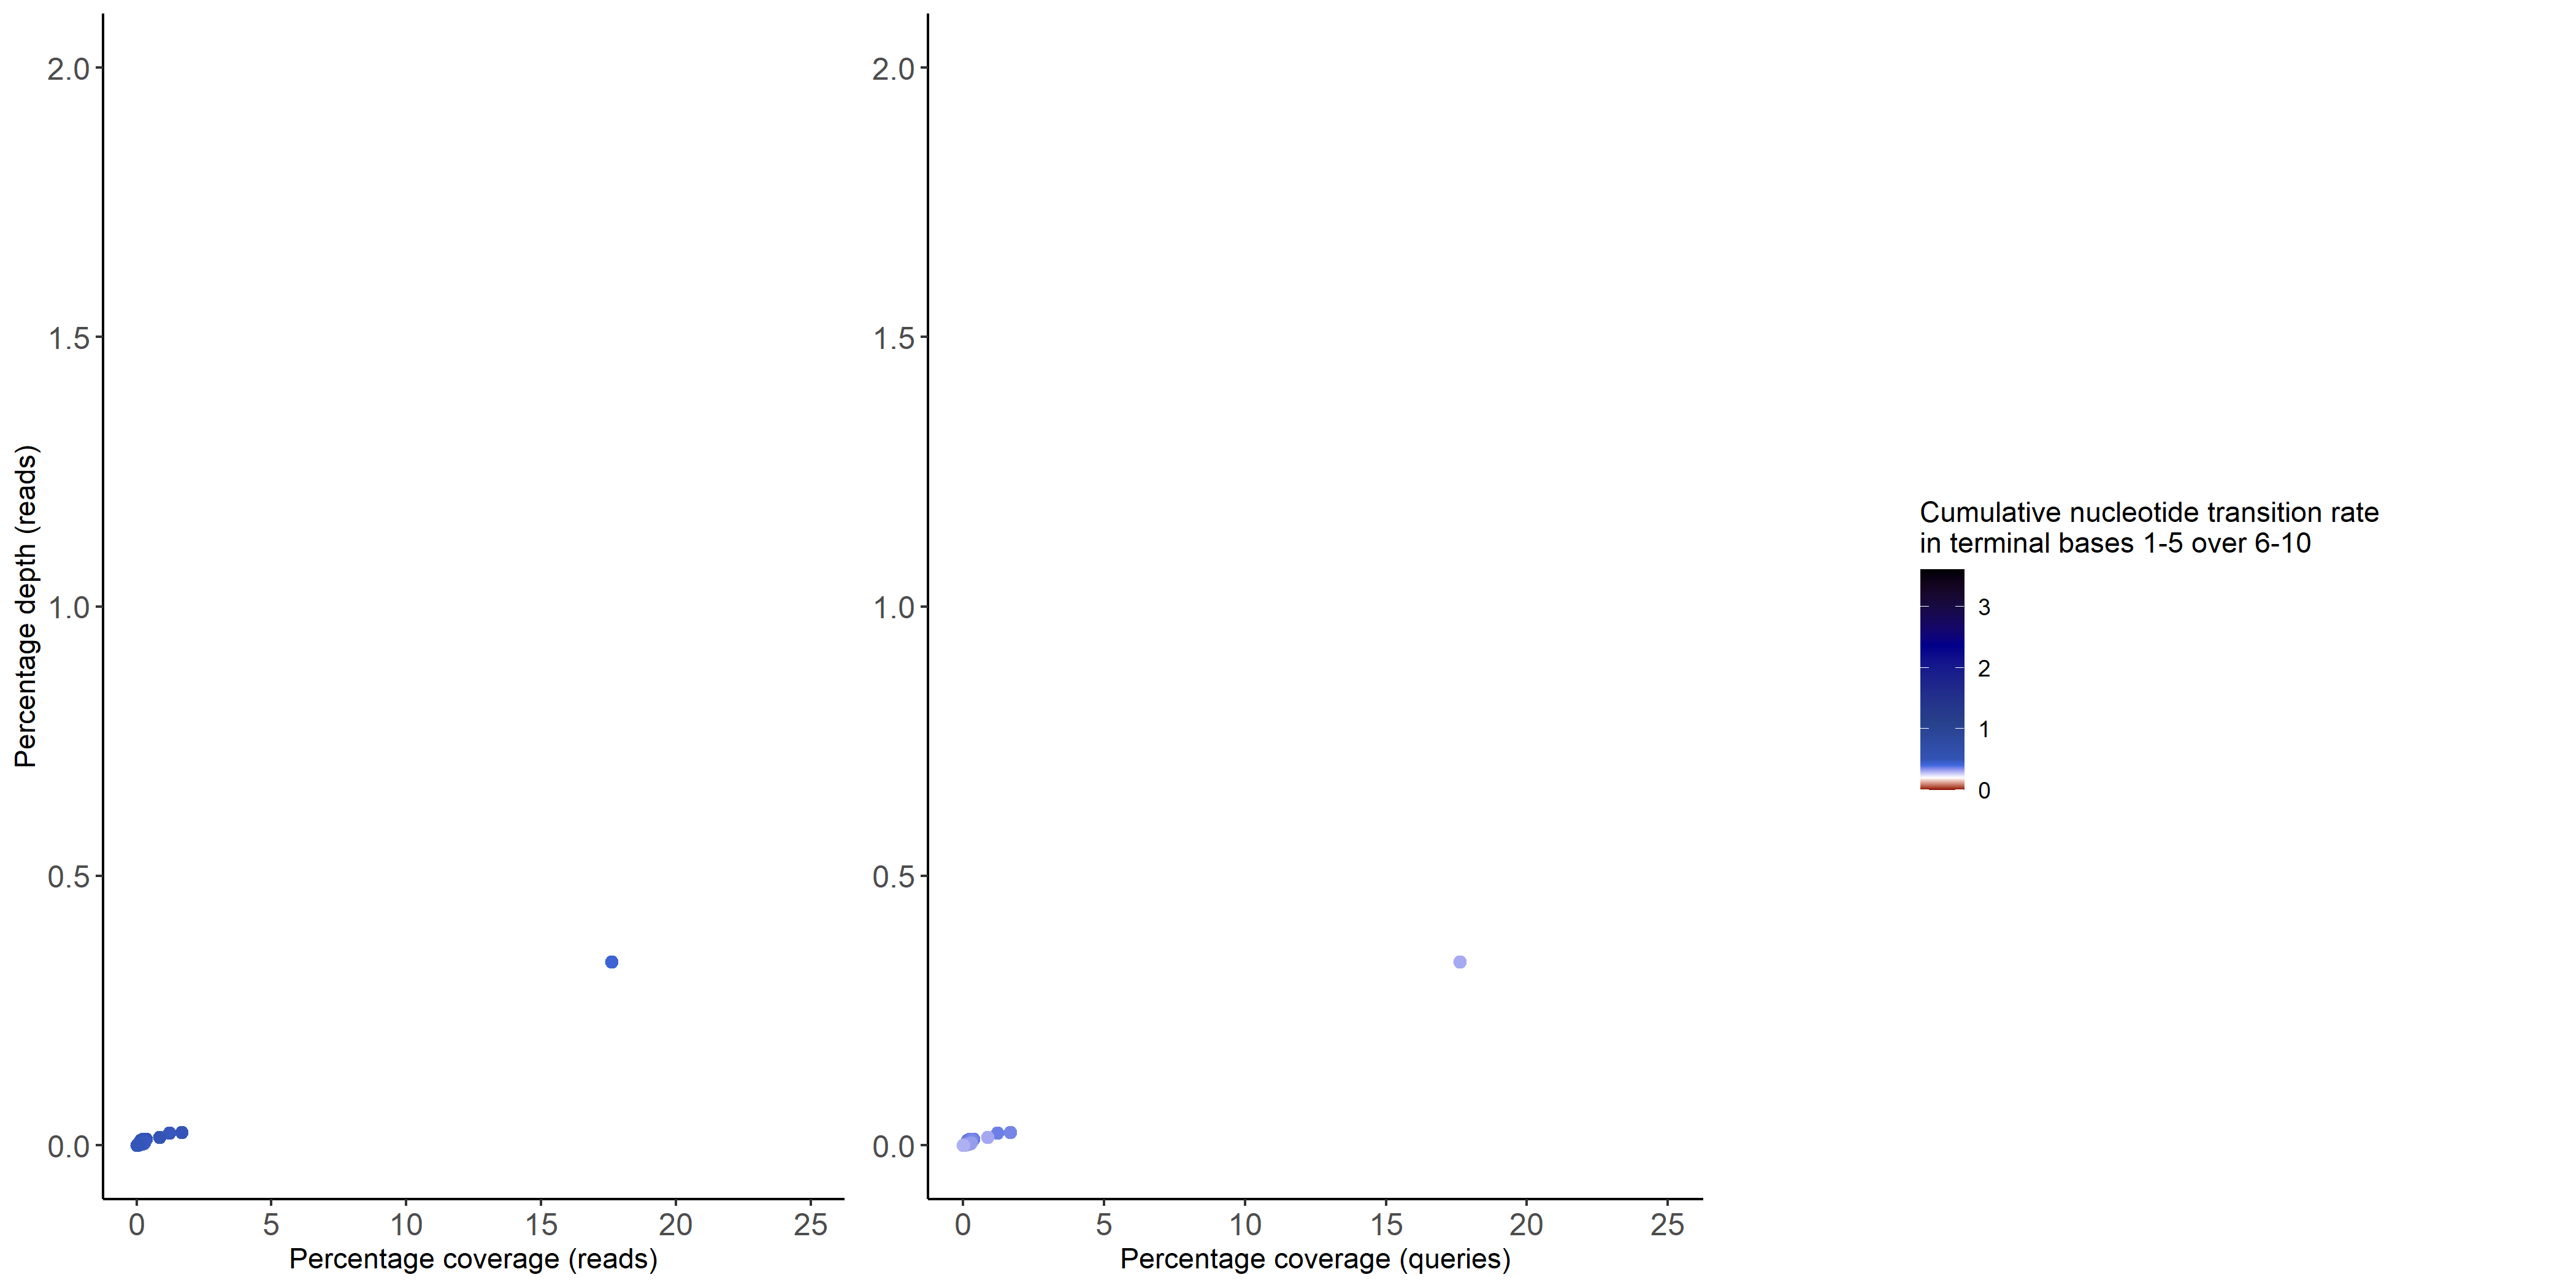 2.0
1.5
1.0
0.5
0.0
Percentage depth (reads)
0 5 10 15 20 25
Percentage coverage (reads)
2.0
1.5
1.0
0.5
0.0
0 5 10 15 20 25
Percentage coverage (queries)
Cumulative nucleotide transition rate
in terminal bases 1-5 over 6-10
3
2
1
0